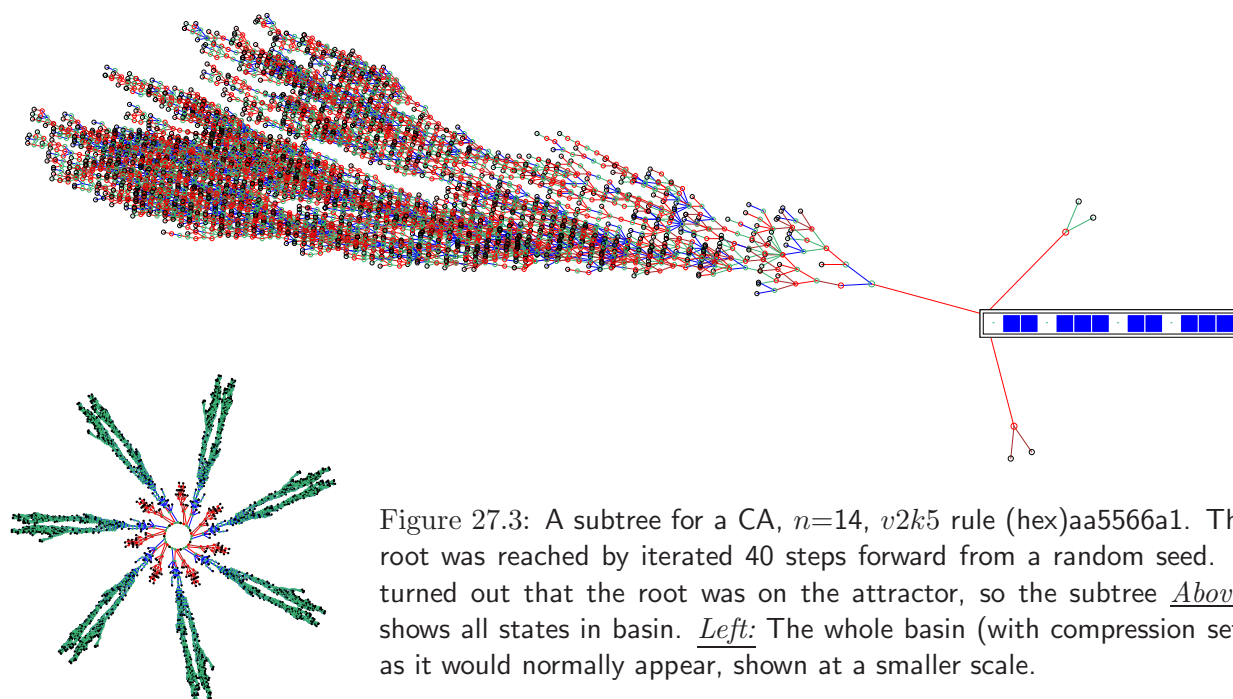 Figure 27.3: A subtree for a CA, n=14, v2k5 rule (hex)aa5566a1. Th
root was reached by iterated 40 steps forward from a random seed.
turned out that the root was on the attractor, so the subtree Abov
shows all states in basin. Left: The whole basin (with compression set
as it would normally appear, shown at a smaller scale.